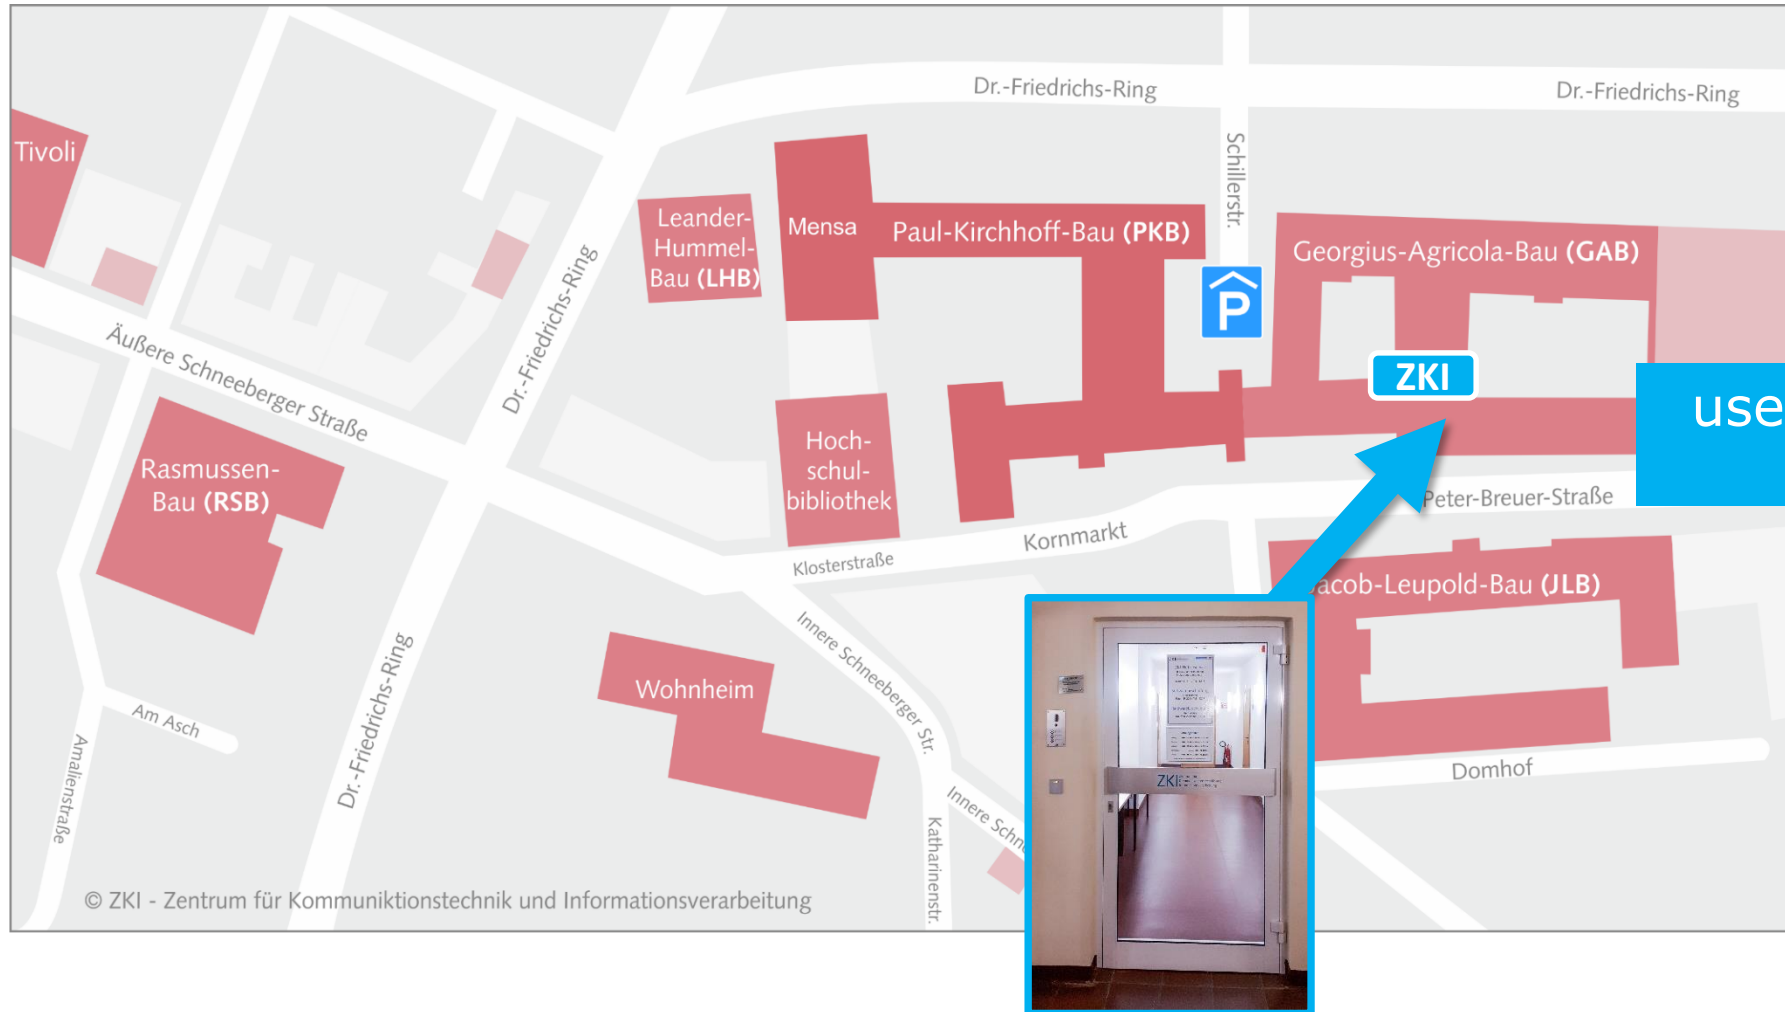 Dr.-Friedrichs-Ring
Dr.-Friedrichs-Ring
Tivoli
Schillerstr.
Leander-
Hummel-
Bau (LHB)
Mensa
Paul-Kirchhoff-Bau (PKB)
Georgius-Agricola-Bau (GAB)
P
Dr.-Friedrichs-Ring
Äußere Schneeberger Straße
ZKI
use
Rasmussen-
Bau (RSB)
Hoch-
schul-
bibliothek
Peter-Breuer-Straße
Kornmarkt
Klosterstraße
acob-Leupold-Bau (JLB)
Innere Schneeberger Str.
Wohnheim
Dr.-Friedrichs-Ring
Am Asch
Amalienstraße
Domhof
ZKI
Innere Schne
Katharinenstr.
© ZKI - Zentrum für Kommuniktionstechnik und Informationsverarbeitung